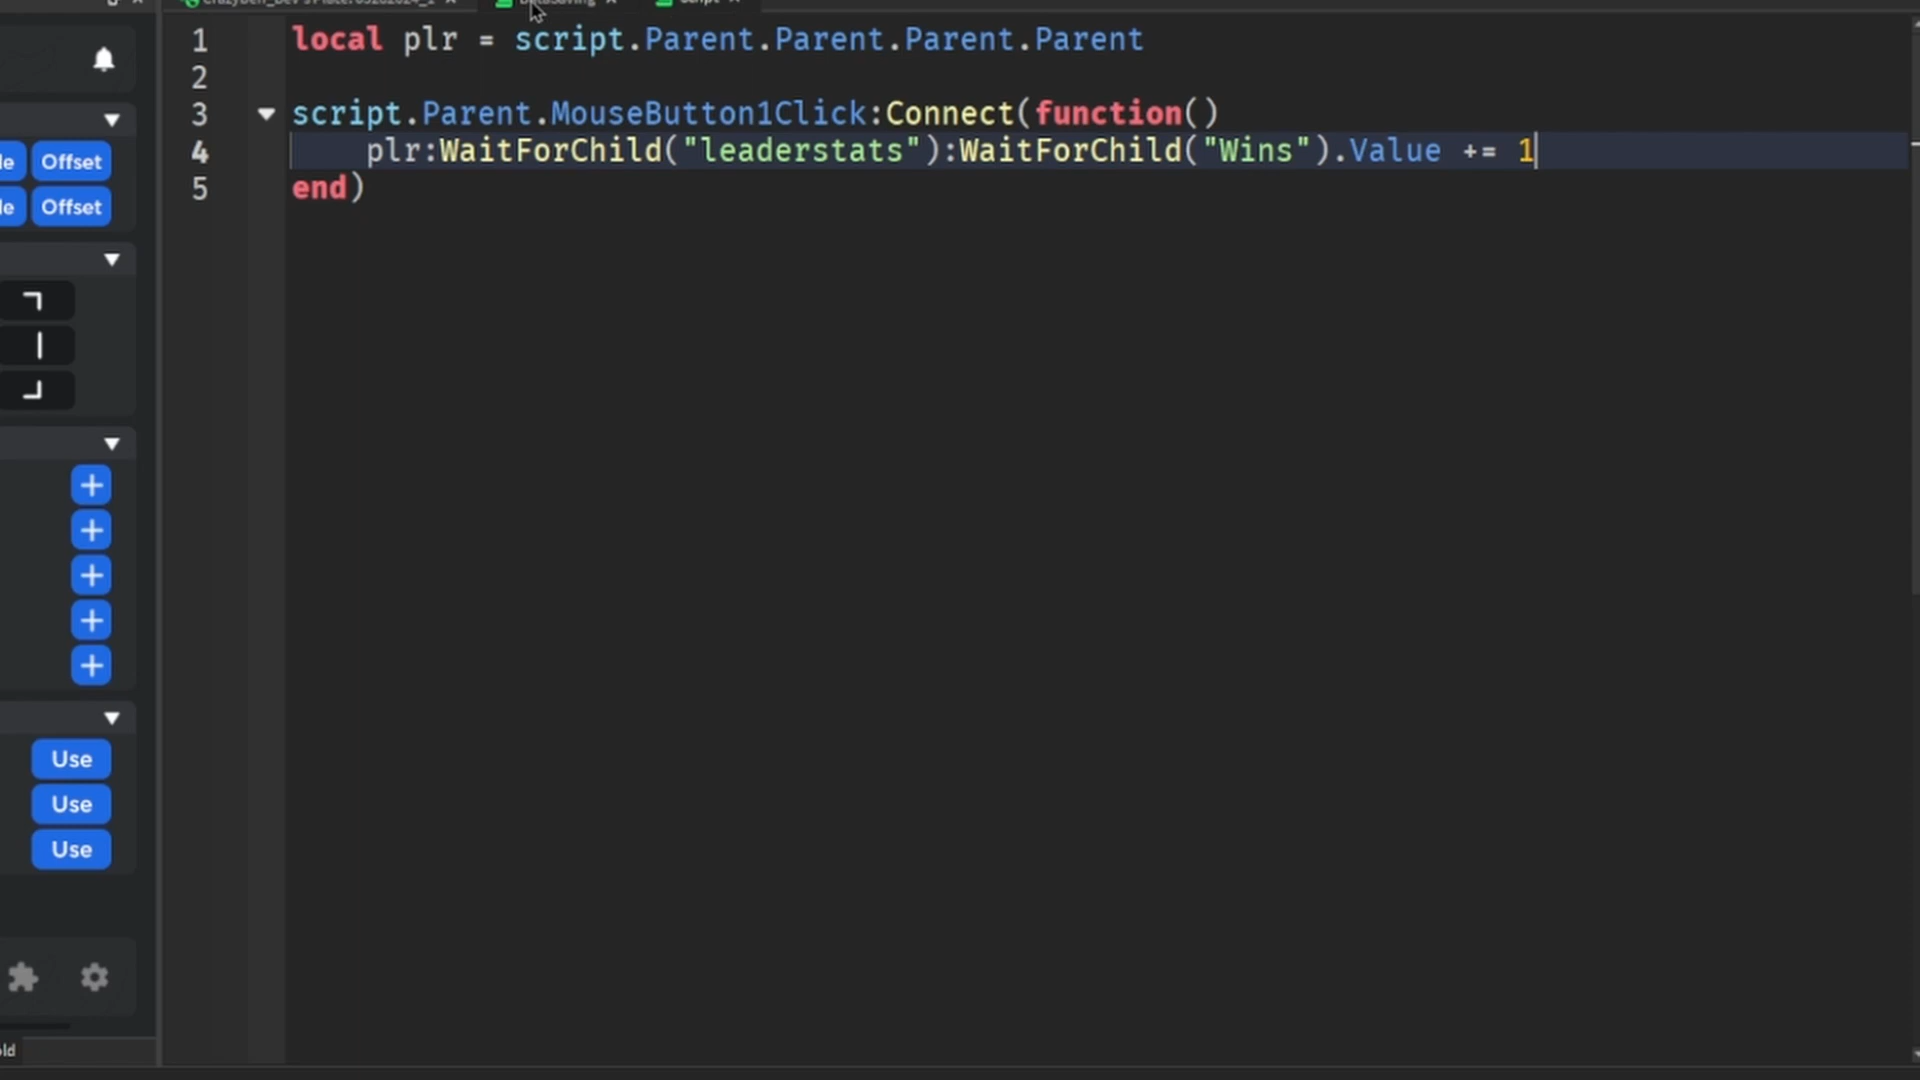 1 local plr = script.Parent.Parent.Parent.Parent
2
3 script.Parent.MouseButton1Click:Connect(function()
4 plr:WaitForChild("leaderstats"):WaitForChild("Wins").Value += 1
5 end)
Offset
Offset
Use
Use
Use